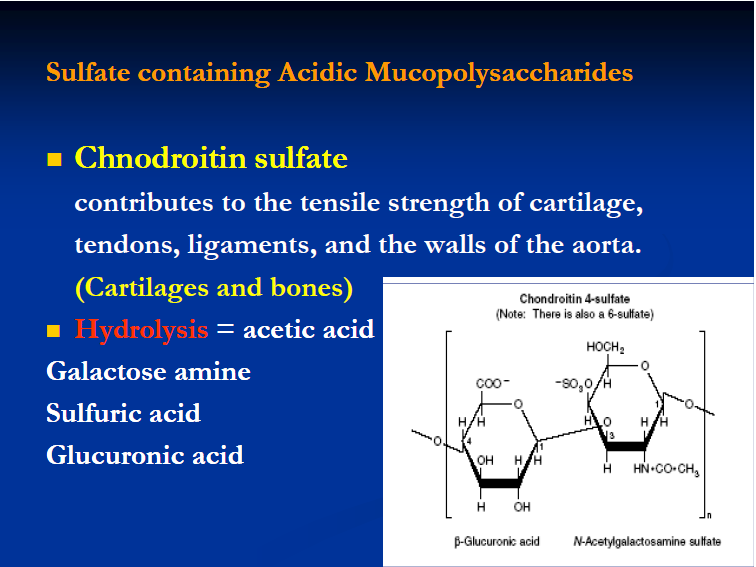 Sulfate containing Acidic Mucopolysaccharides
Chnodroitin sulfate
contributes to the tensile strength of cartilage,
tendons, ligaments, and the walls of the aorta.
(Cartilages and bones)
Hydrolysis = acetic acid
Galactose amine
Sulfuric acid
Glucuronic acid
Chondroitin 4-sulfate
(Note: There is also a 6-sulfate)
HOCH₂
O
COO⁻
⁻SO₃O H
O
1
O
H H
H O
H H
O
4
1
3
OH H H
H HN•CO•CH₃
H OH
n
β-Glucuronic acid N-Acetylgalactosamine sulfate